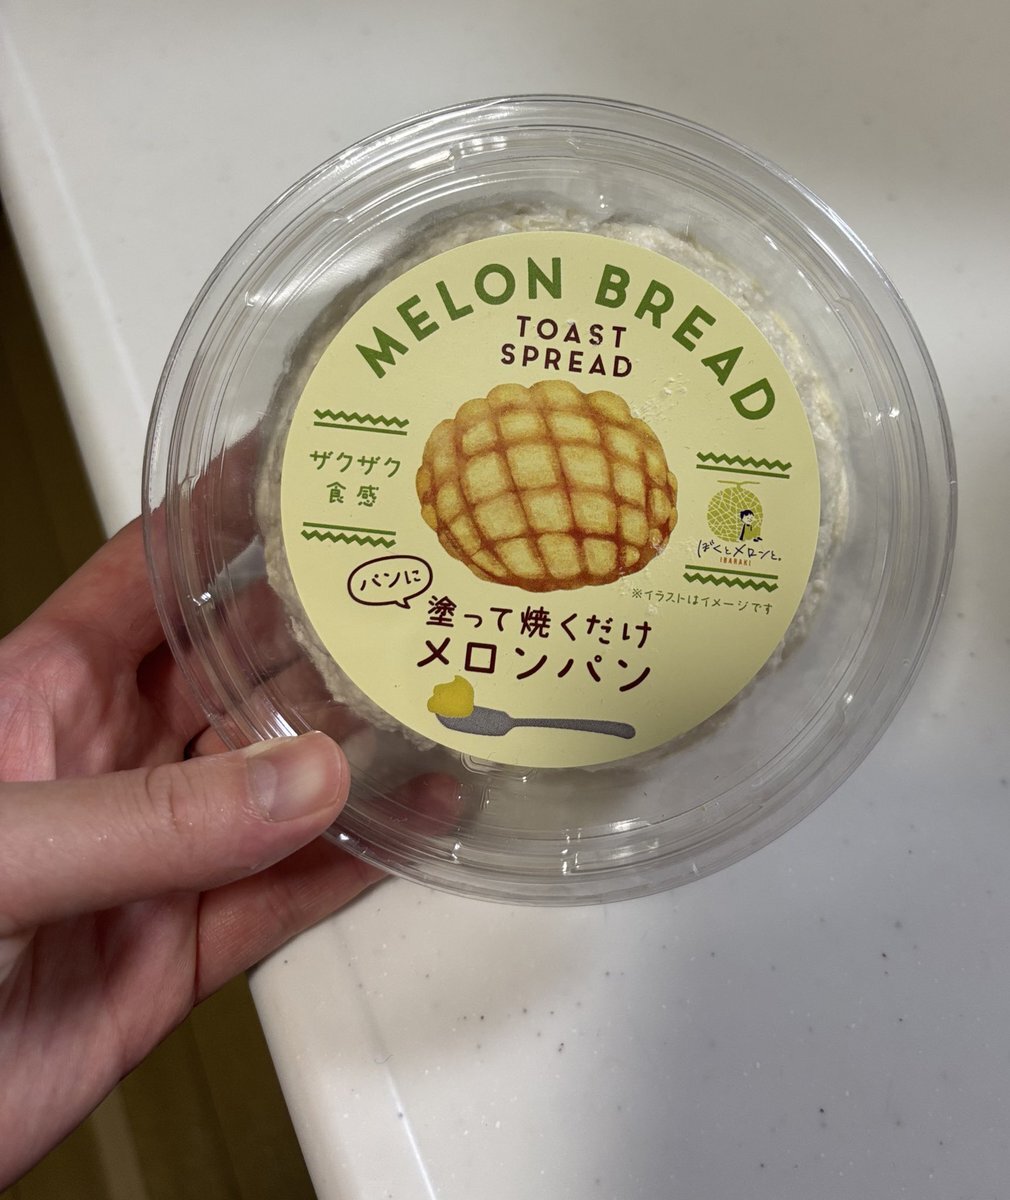 MELON BREAD
TOAST
SPREAD
ザクザク
食感
ぼくとメロンと。
IBARAKI
※イラストはイメージです
パンに
塗って焼くだけ
メロンパン